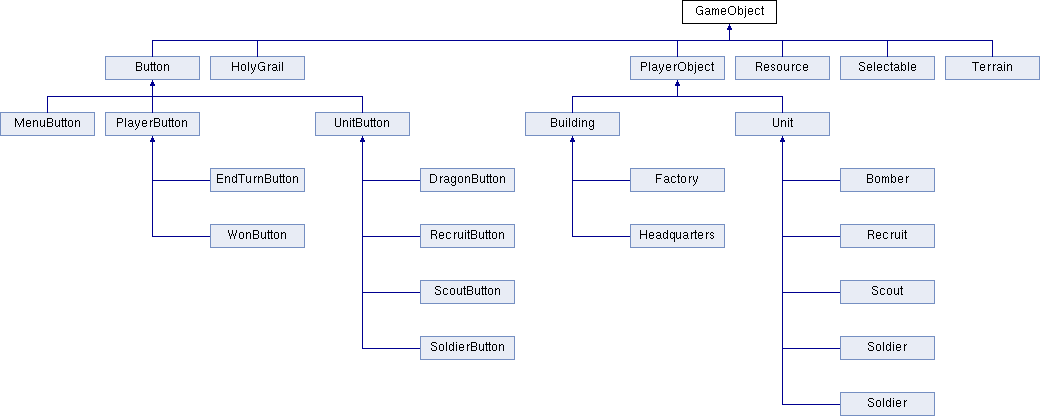 GameObject
Button
HolyGrail
PlayerObject
Resource
Selectable
Terrain
MenuButton
PlayerButton
UnitButton
Building
Unit
EndTurnButton
DragonButton
Factory
Bomber
WonButton
RecruitButton
Headquarters
Recruit
ScoutButton
Scout
SoldierButton
Soldier
Soldier